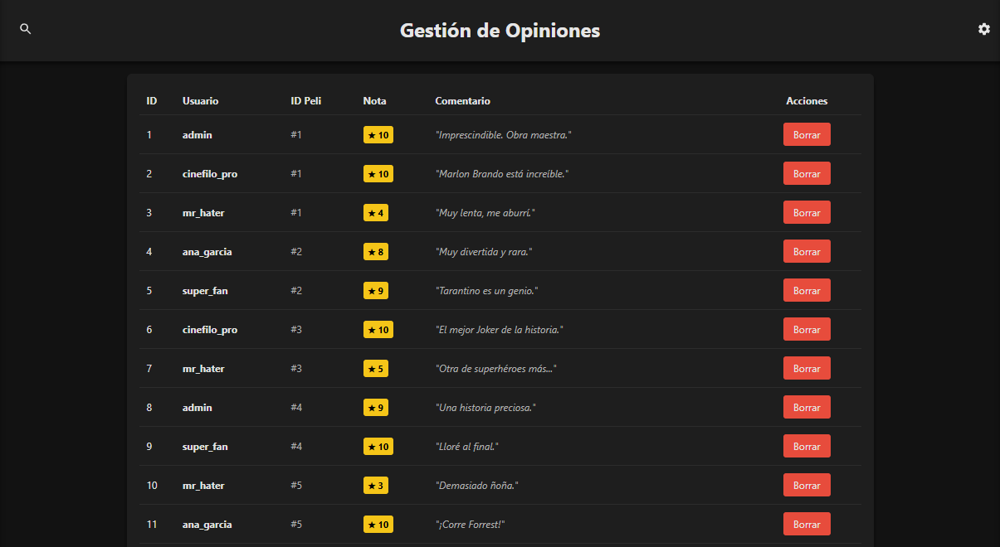 Gestión de Opiniones
ID Usuario ID Peli Nota Comentario Acciones
1 admin #1 ★ 10 "Imprescindible. Obra maestra." Borrar
2 cinefilo_pro #1 ★ 10 "Marlon Brando está increíble." Borrar
3 mr_hater #1 ★ 4 "Muy lenta, me aburrí." Borrar
4 ana_garcia #2 ★ 8 "Muy divertida y rara." Borrar
5 super_fan #2 ★ 9 "Tarantino es un genio." Borrar
6 cinefilo_pro #3 ★ 10 "El mejor Joker de la historia." Borrar
7 mr_hater #3 ★ 5 "Otra de superhéroes más..." Borrar
8 admin #4 ★ 9 "Una historia preciosa." Borrar
9 super_fan #4 ★ 10 "Lloré al final." Borrar
10 mr_hater #5 ★ 3 "Demasiado ñoña." Borrar
11 ana_garcia #5 ★ 10 "¡Corre Forrest!" Borrar